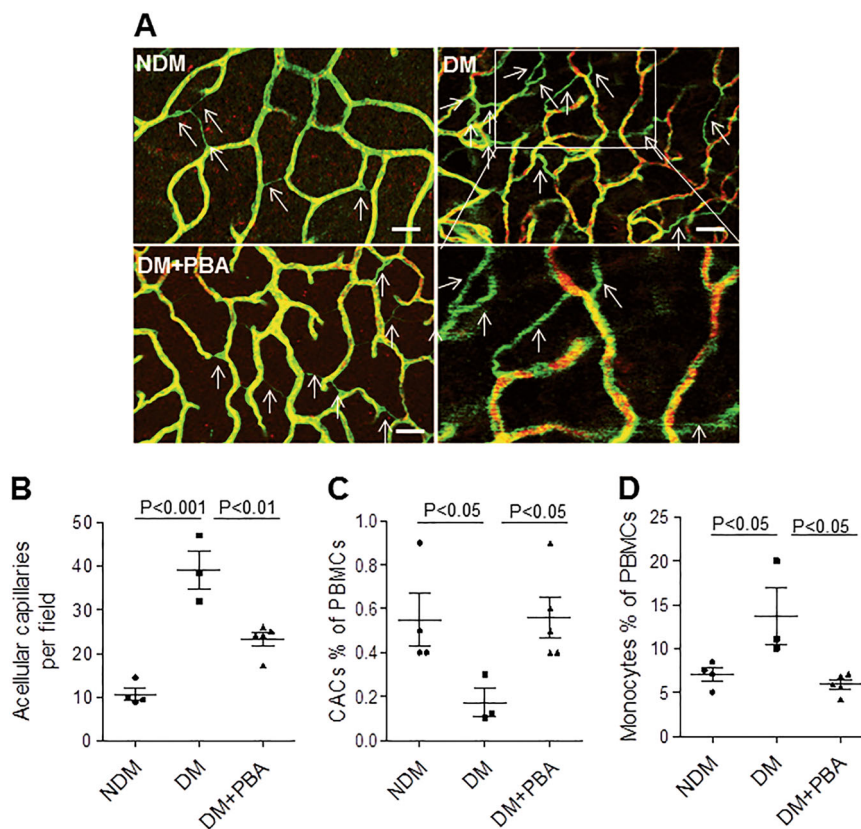 A
NDM
DM
DM+PBA
B
P<0.001
P<0.01
Acellular capillaries
per field
50
40
30
20
10
0
NDM
DM
DM+PBA
C
P<0.05
P<0.05
CACs % of PBMCs
1.0
0.8
0.6
0.4
0.2
0.0
NDM
DM
DM+PBA
D
P<0.05
P<0.05
Monocytes % of PBMCs
25
20
15
10
5
0
NDM
DM
DM+PBA